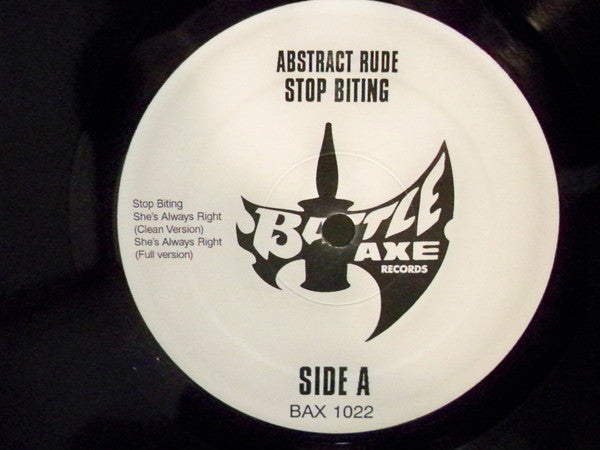 ABSTRACT RUDE
STOP BITING
Stop Biting
She's Always Right
(Clean Version)
She's Always Right
(Full version)
BATTLE
AXE
RECORDS
SIDE A
BAX 1022